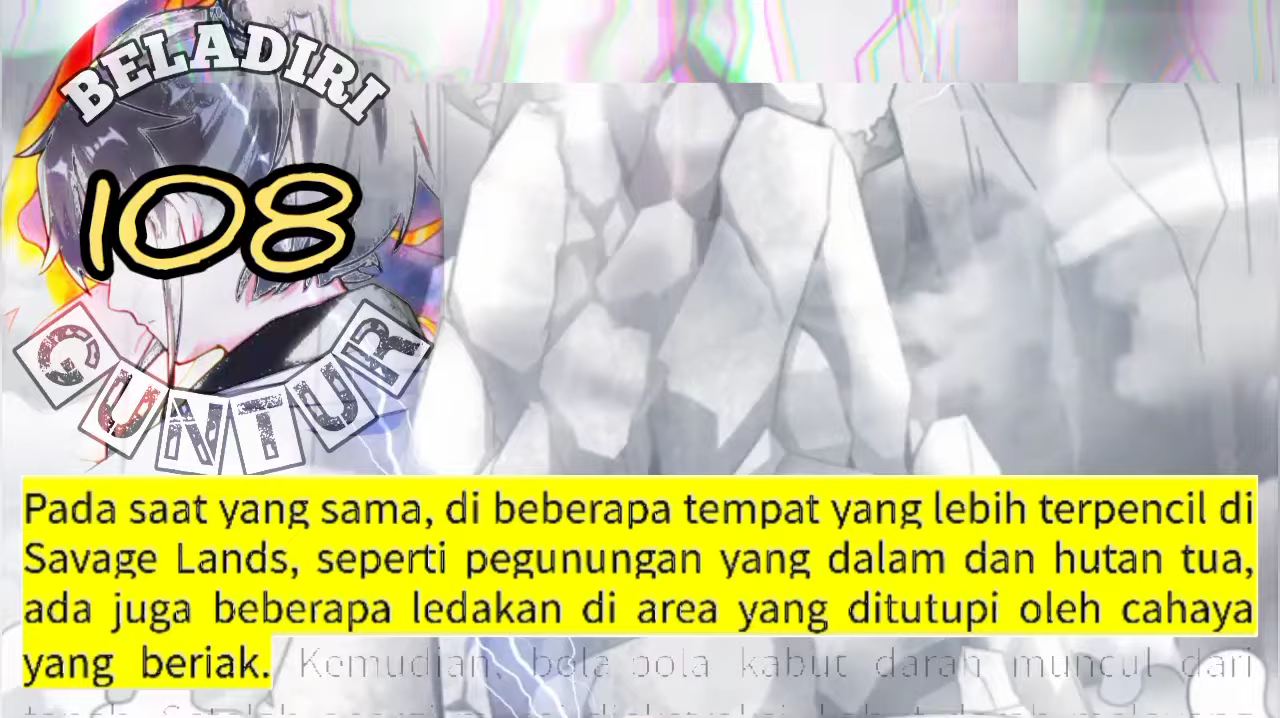 BELADIRI
108
GUNTUR
Pada saat yang sama, di beberapa tempat yang lebih terpencil di
Savage Lands, seperti pegunungan yang dalam dan hutan tua,
ada juga beberapa ledakan di area yang ditutupi oleh cahaya
yang beriak. Kemudian, bola bola kabut darah muncul dari